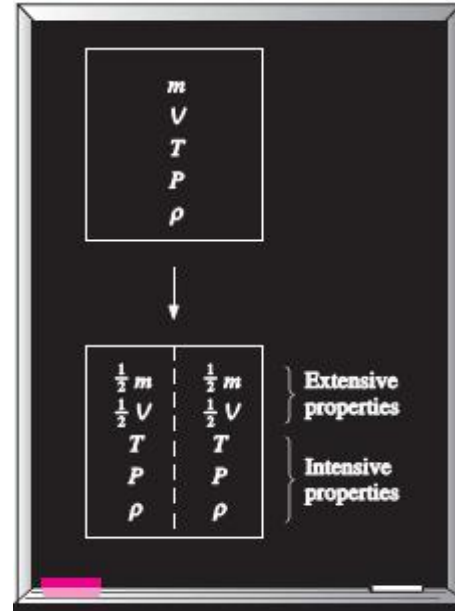 m
V
T
P
ρ
½ m ½ m
½ V ½ V
T T
P P
ρ ρ
Extensive
properties
Intensive
properties